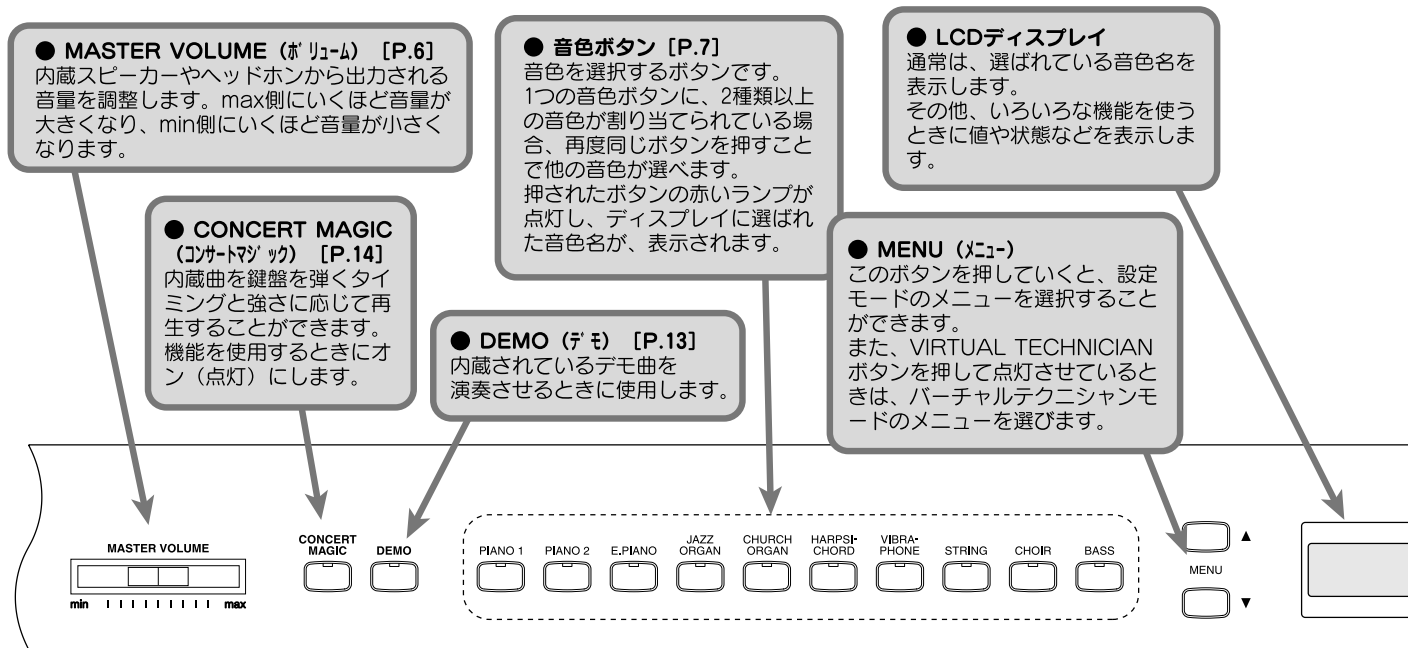 ● MASTER VOLUME（ﾎﾞﾘｭｰﾑ） [P.6]
内蔵スピーカーやヘッドホンから出力される
音量を調整します。max側にいくほど音量が
大きくなり、min側にいくほど音量が小さく
なります。
● 音色ボタン [P.7]
音色を選択するボタンです。
1つの音色ボタンに、2種類以上
の音色が割り当てられている場
合、再度同じボタンを押すこと
で他の音色が選べます。
押されたボタンの赤いランプが
点灯し、ディスプレイに選ばれ
た音色名が、表示されます。
● LCDディスプレイ
通常は、選ばれている音色名を
表示します。
その他、いろいろな機能を使う
ときに値や状態などを表示しま
す。
● CONCERT MAGIC
（ｺﾝｻｰﾄﾏｼﾞｯｸ） [P.14]
内蔵曲を鍵盤を弾くタイ
ミングと強さに応じて再
生することができます。
機能を使用するときにオ
ン（点灯）にします。
● DEMO（ﾃﾞﾓ） [P.13]
内蔵されているデモ曲を
演奏させるときに使用します。
● MENU（ﾒﾆｭｰ）
このボタンを押していくと、設定
モードのメニューを選択すること
ができます。
また、VIRTUAL TECHNICIAN
ボタンを押して点灯させていると
きは、バーチャルテクニシャンモ
ードのメニューを選びます。
MASTER VOLUME
min max
CONCERT
MAGIC
DEMO
PIANO 1
PIANO 2
E.PIANO
JAZZ
ORGAN
CHURCH
ORGAN
HARPSI-
CHORD
VIBRA-
PHONE
STRING
CHOIR
BASS
▲
MENU
▼